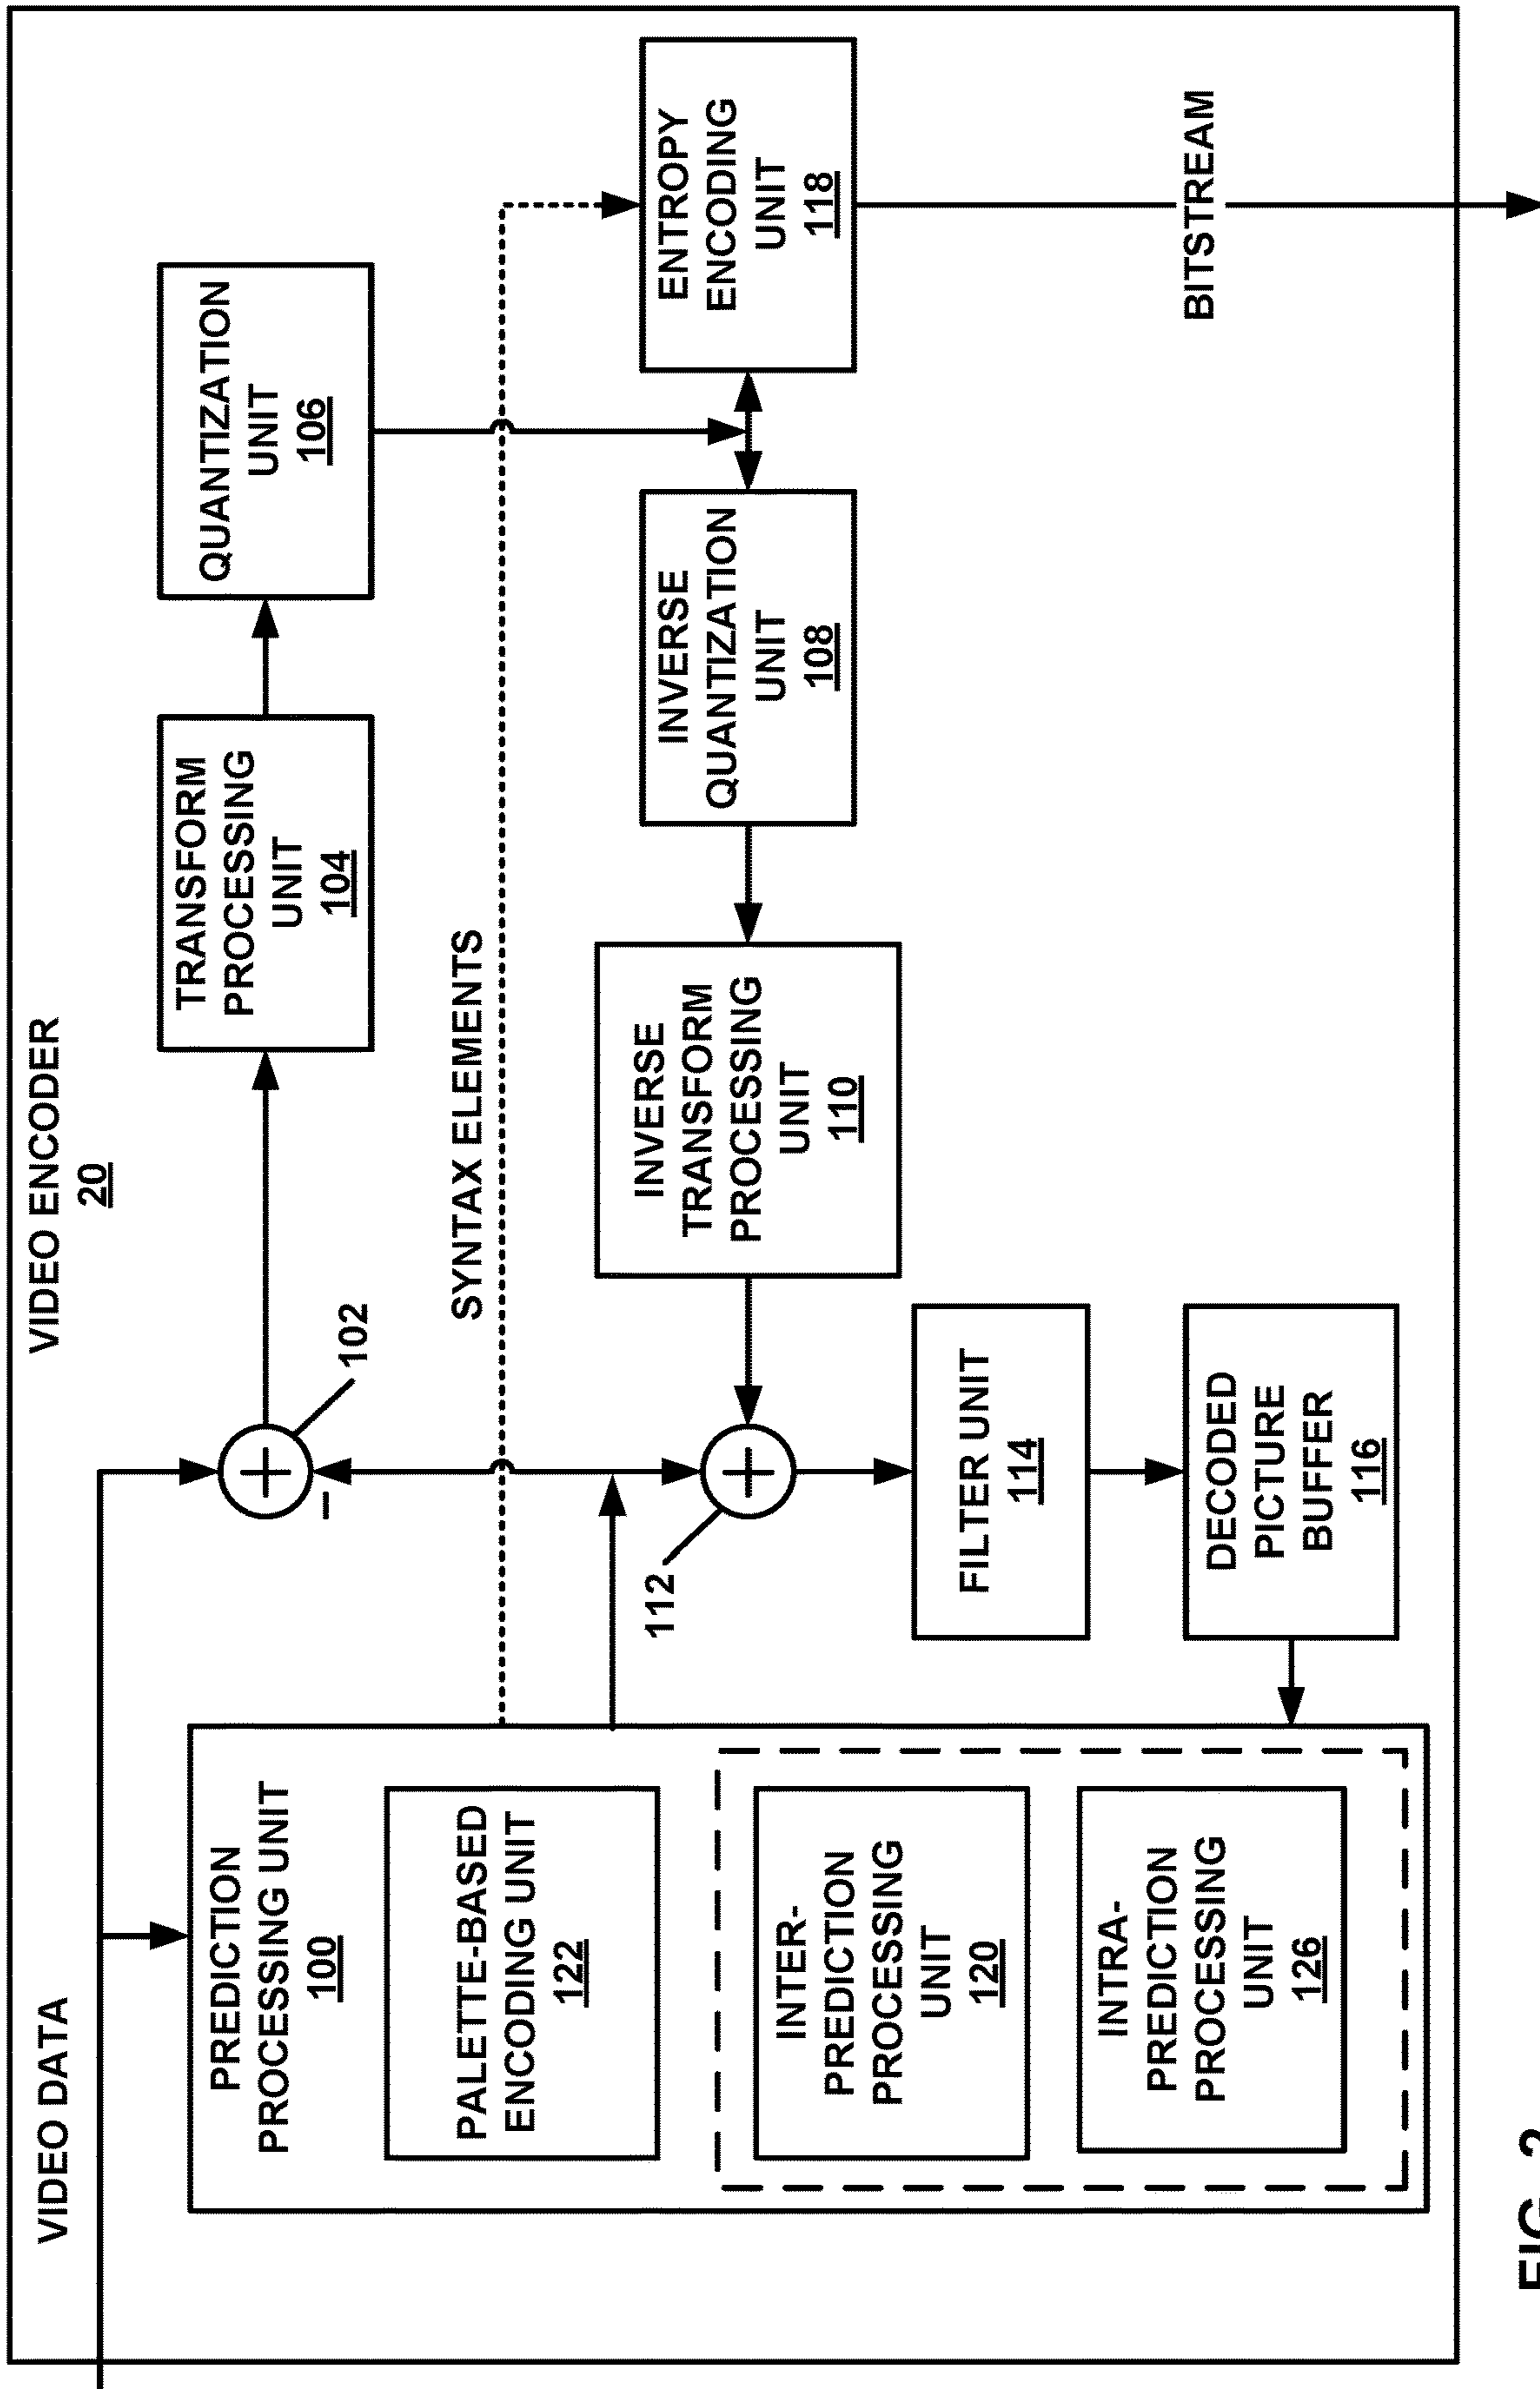 VIDEO ENCODER
20
VIDEO DATA
PREDICTION
PROCESSING UNIT
100
PALETTE-BASED
ENCODING UNIT
122
INTER-
PREDICTION
PROCESSING
UNIT
120
INTRA-
PREDICTION
PROCESSING
UNIT
126
102
-
TRANSFORM
PROCESSING
UNIT
104
QUANTIZATION
UNIT
106
SYNTAX ELEMENTS
112
INVERSE
TRANSFORM
PROCESSING
UNIT
110
INVERSE
QUANTIZATION
UNIT
108
ENTROPY
ENCODING
UNIT
118
FILTER UNIT
114
DECODED
PICTURE
BUFFER
116
BITSTREAM
FIG. 2